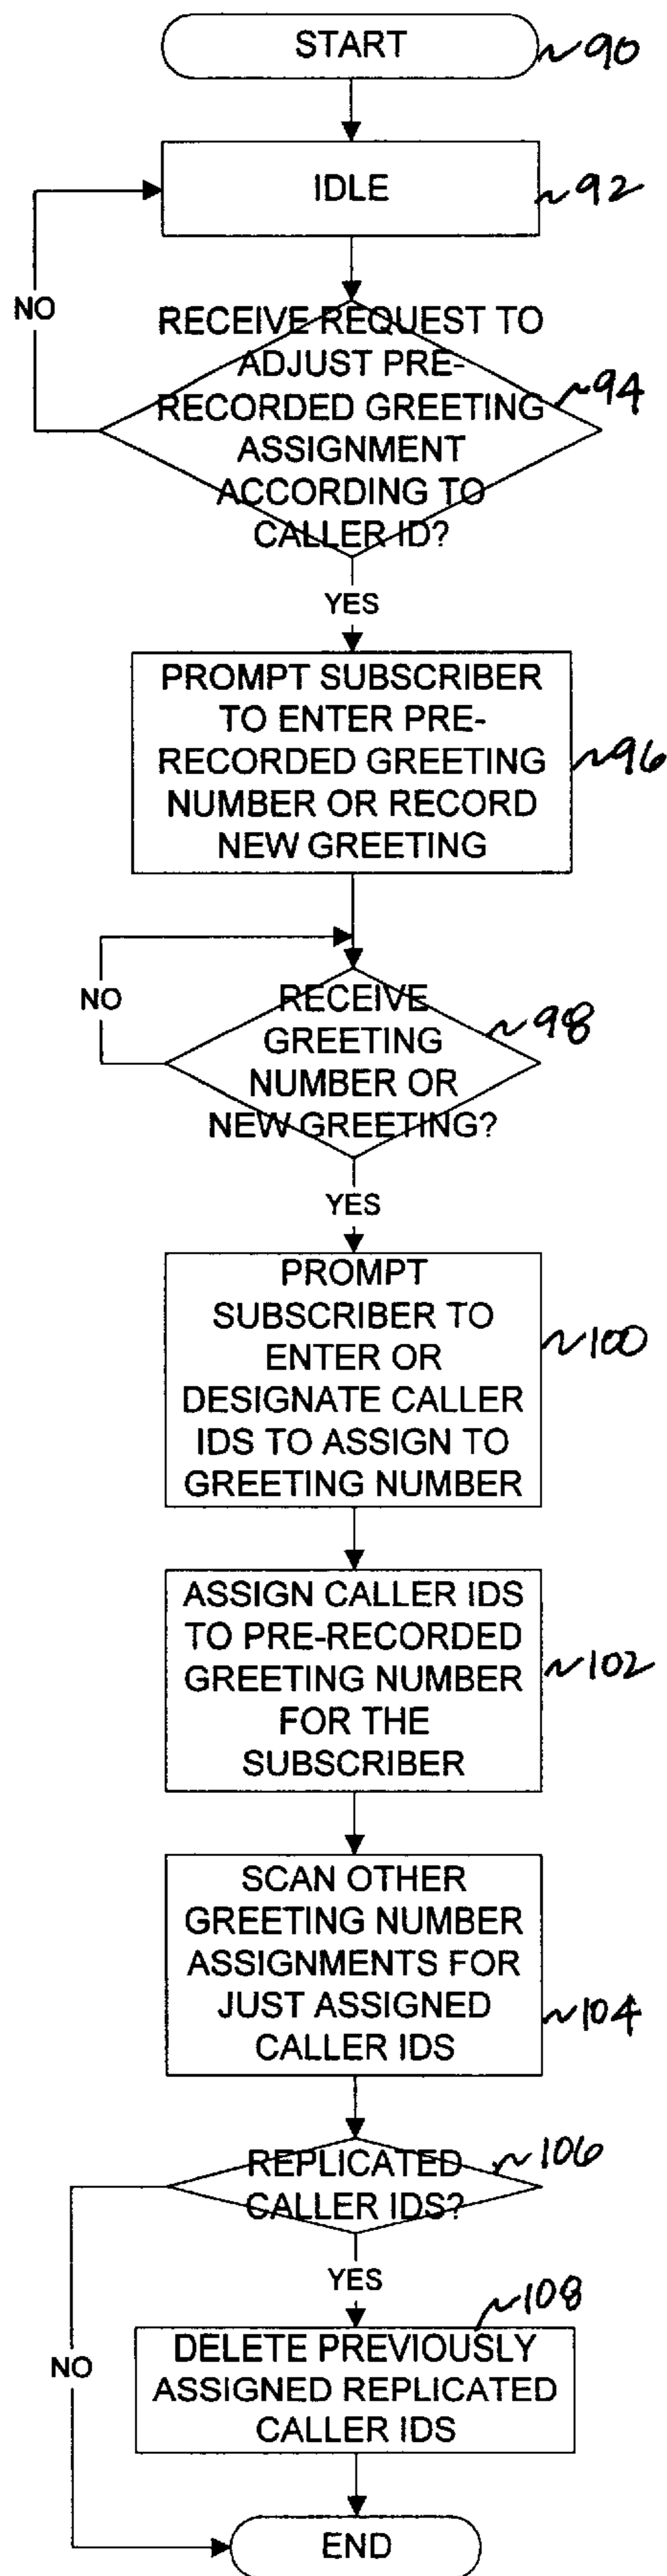 START
~90
IDLE
~92
NO
RECEIVE REQUEST TO
ADJUST PRE-
RECORDED GREETING
ASSIGNMENT
ACCORDING TO
CALLER ID?
~94
YES
PROMPT SUBSCRIBER
TO ENTER PRE-
RECORDED GREETING
NUMBER OR RECORD
NEW GREETING
~96
NO
RECEIVE
GREETING
NUMBER OR
NEW GREETING?
~98
YES
PROMPT
SUBSCRIBER TO
ENTER OR
DESIGNATE CALLER
IDS TO ASSIGN TO
GREETING NUMBER
~100
ASSIGN CALLER IDS
TO PRE-RECORDED
GREETING NUMBER
FOR THE
SUBSCRIBER
~102
SCAN OTHER
GREETING NUMBER
ASSIGNMENTS FOR
JUST ASSIGNED
CALLER IDS
~104
REPLICATED
CALLER IDS?
~106
YES
~108
NO
DELETE PREVIOUSLY
ASSIGNED REPLICATED
CALLER IDS
END